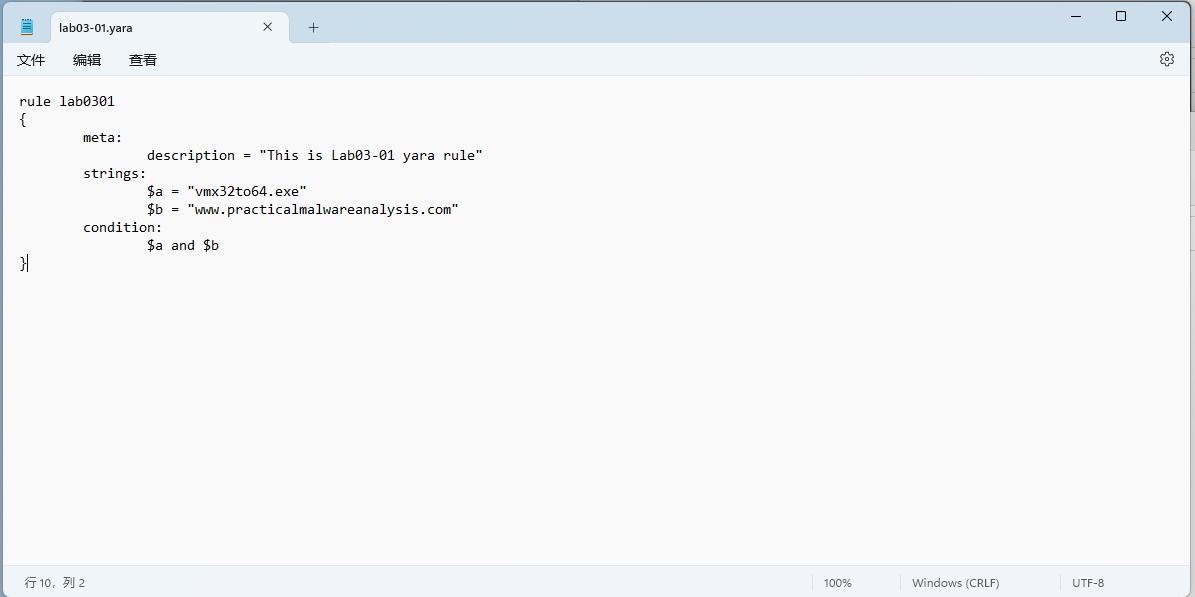 lab03-01.yara
文件 编辑 查看
rule lab0301
{
meta:
description = "This is Lab03-01 yara rule"
strings:
$a = "vmx32to64.exe"
$b = "www.practicalmalwareanalysis.com"
condition:
$a and $b
}
行 10，列 2 100% Windows (CRLF) UTF-8